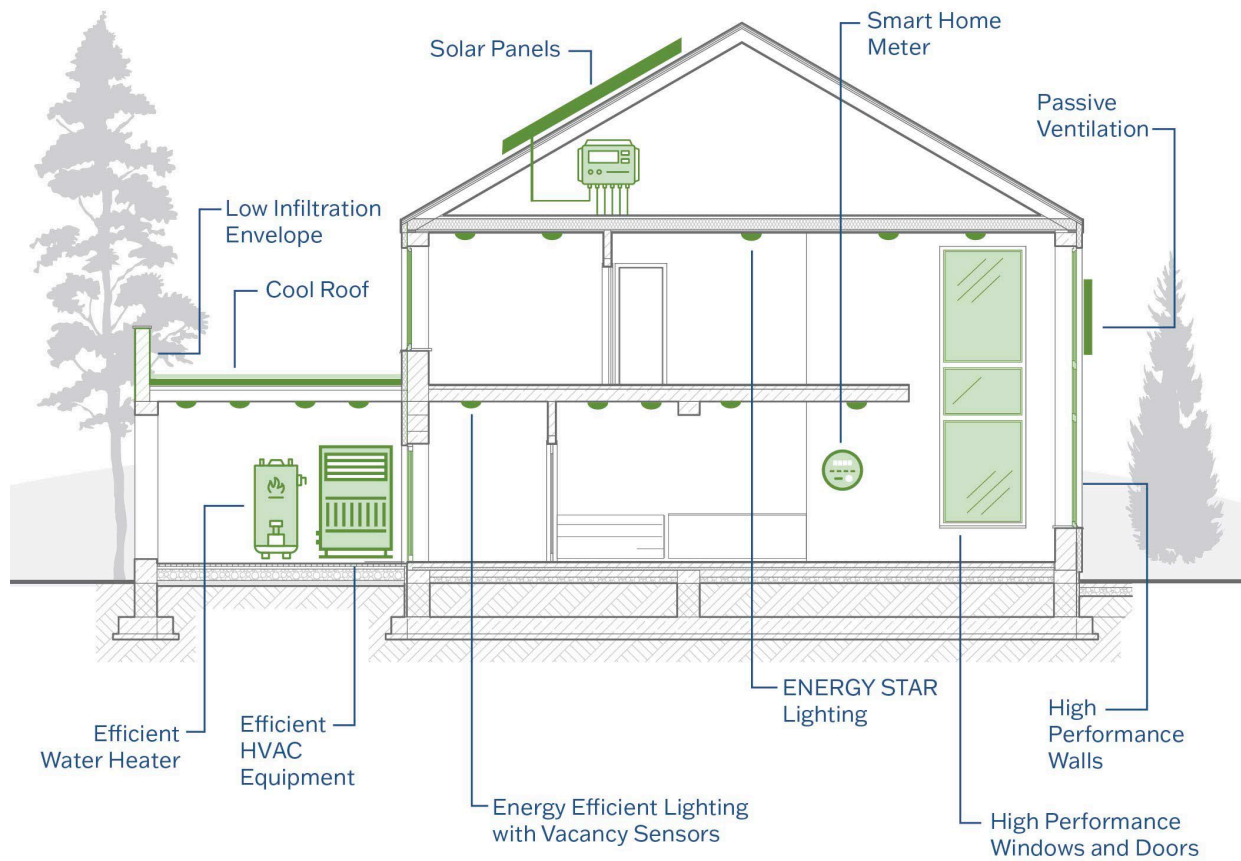 Smart Home
Meter
Solar Panels
Passive
Ventilation
Low Infiltration
Envelope
Cool Roof
ENERGY STAR
Lighting
High
Performance
Walls
Efficient
Water Heater
Efficient
HVAC
Equipment
Energy Efficient Lighting
with Vacancy Sensors
High Performance
Windows and Doors